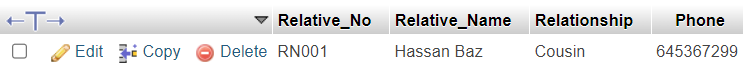 Relative_No Relative_Name Relationship Phone
Edit Copy Delete RN001 Hassan Baz Cousin 645367299